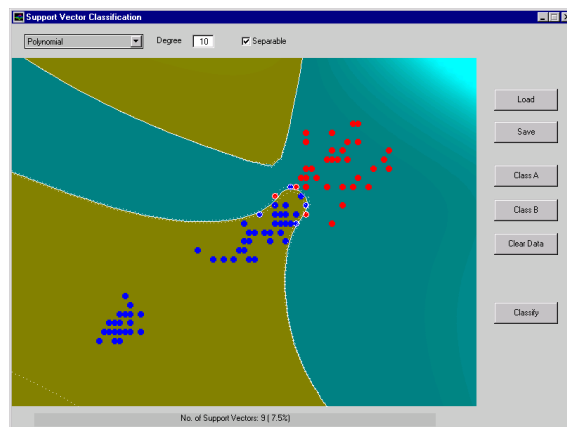 Support Vector Classification
Polynomial
Degree
10
Separable
Load
Save
Class A
Class B
Clear Data
Classify
No. of Support Vectors: 9 ( 7.5%)